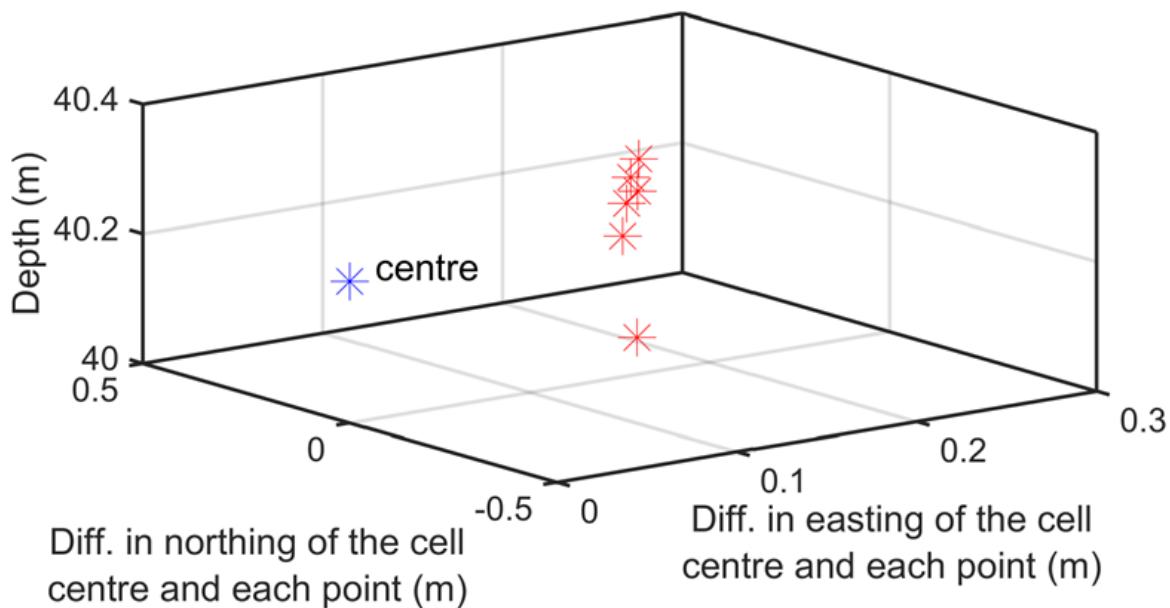 40.4
40.2
40
Depth (m)
centre
0.5
0
-0.5
0
0.1
0.2
0.3
Diff. in northing of the cell
centre and each point (m)
Diff. in easting of the cell
centre and each point (m)